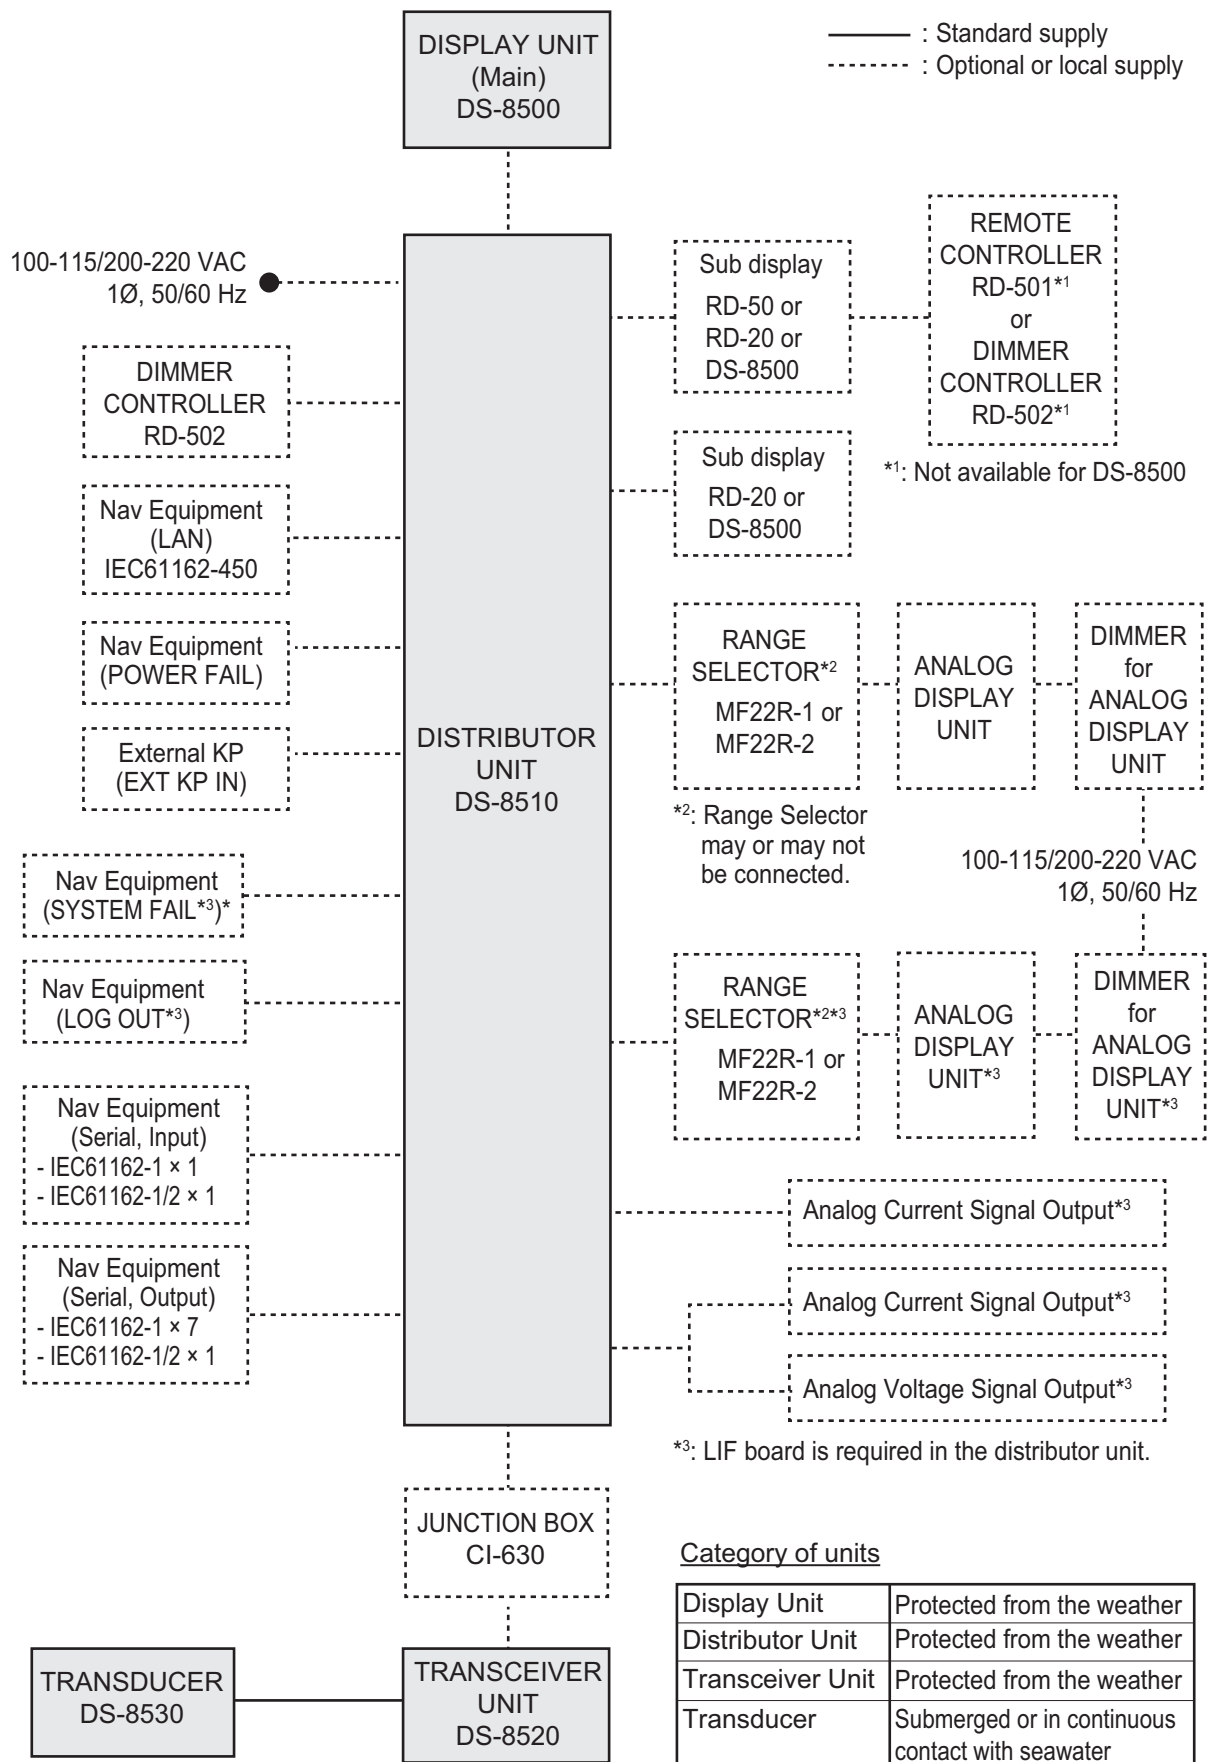 DISPLAY UNIT
(Main)
DS-8500
: Standard supply
: Optional or local supply
100-115/200-220 VAC
1Ø, 50/60 Hz
DIMMER
CONTROLLER
RD-502
Nav Equipment
(LAN)
IEC61162-450
Nav Equipment
(POWER FAIL)
External KP
(EXT KP IN)
Nav Equipment
(SYSTEM FAIL*3)*
Nav Equipment
(LOG OUT*3)
Nav Equipment
(Serial, Input)
- IEC61162-1 × 1
- IEC61162-1/2 × 1
Nav Equipment
(Serial, Output)
- IEC61162-1 × 7
- IEC61162-1/2 × 1
DISTRIBUTOR
UNIT
DS-8510
Sub display
RD-50 or
RD-20 or
DS-8500
REMOTE
CONTROLLER
RD-501*1
or
DIMMER
CONTROLLER
RD-502*1
*1: Not available for DS-8500
Sub display
RD-20 or
DS-8500
RANGE
SELECTOR*2
MF22R-1 or
MF22R-2
ANALOG
DISPLAY
UNIT
DIMMER
for
ANALOG
DISPLAY
UNIT
*2: Range Selector
may or may not
be connected.
100-115/200-220 VAC
1Ø, 50/60 Hz
RANGE
SELECTOR*2*3
MF22R-1 or
MF22R-2
ANALOG
DISPLAY
UNIT*3
DIMMER
for
ANALOG
DISPLAY
UNIT*3
Analog Current Signal Output*3
Analog Current Signal Output*3
Analog Voltage Signal Output*3
*3: LIF board is required in the distributor unit.
JUNCTION BOX
CI-630
TRANSDUCER
DS-8530
TRANSCEIVER
UNIT
DS-8520
Category of units
Display Unit Protected from the weather
Distributor Unit Protected from the weather
Transceiver Unit Protected from the weather
Transducer Submerged or in continuous
contact with seawater